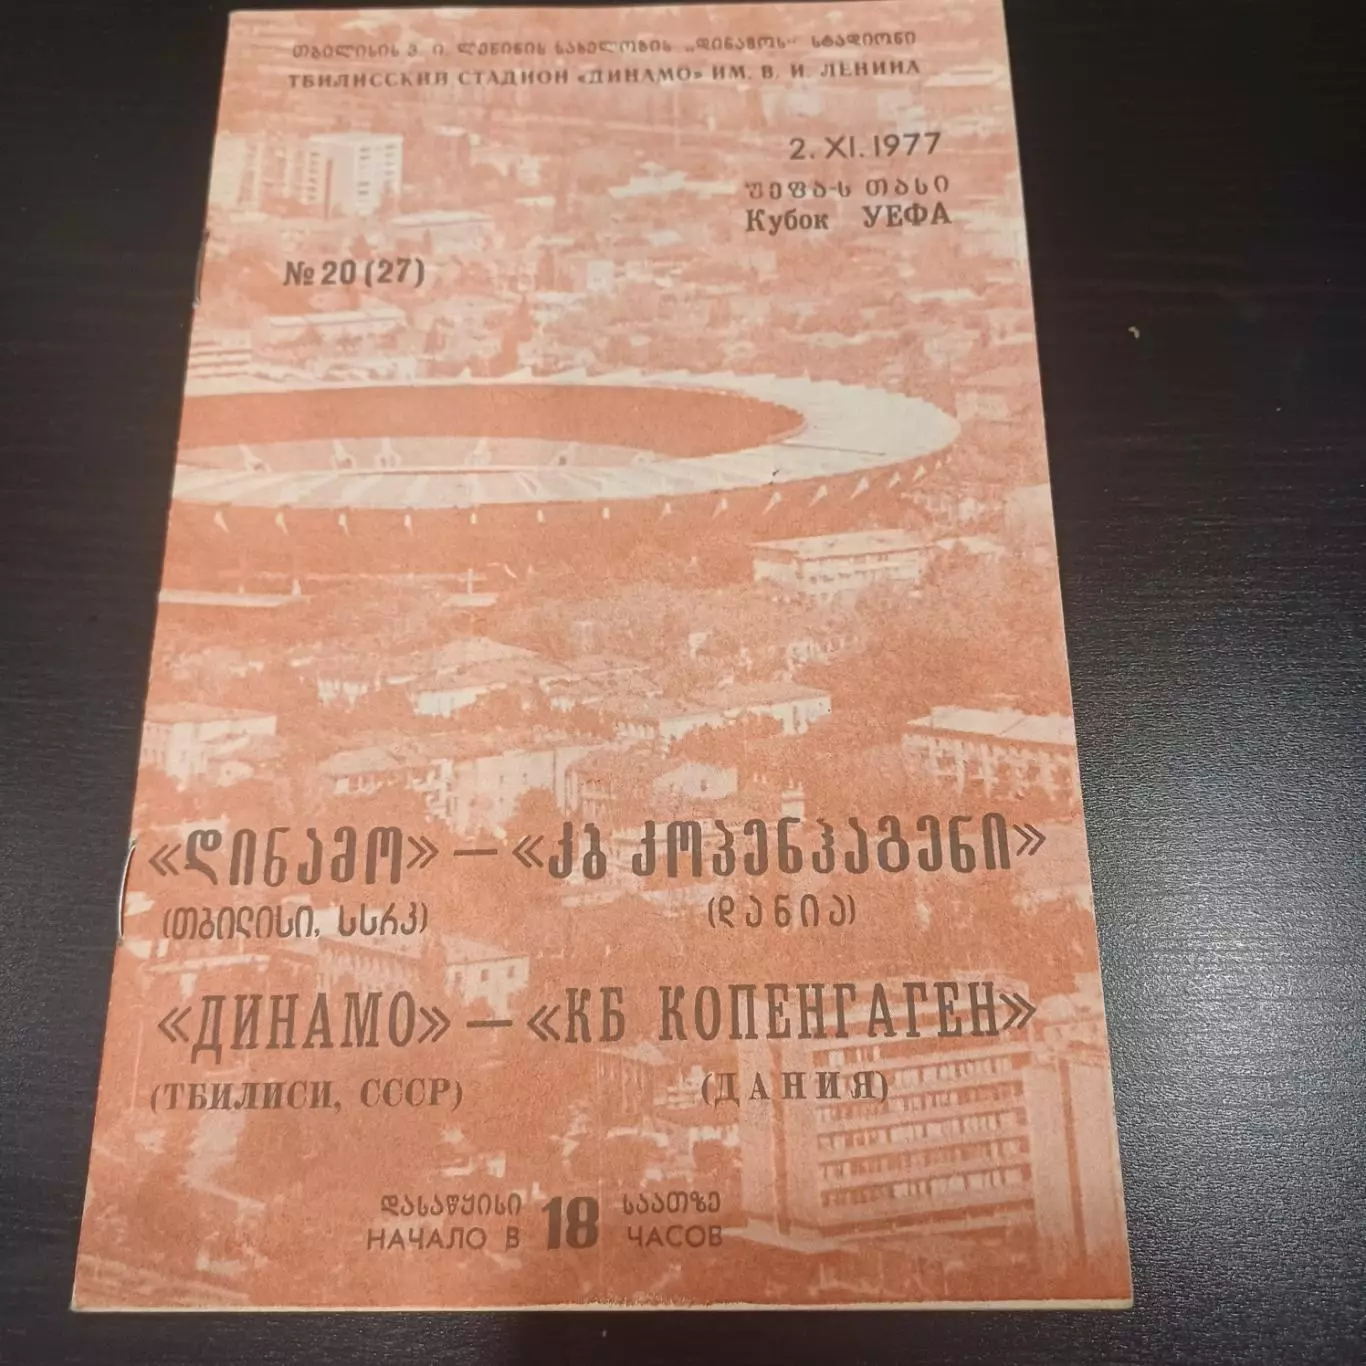 თბილისის ვ. ი. ლენინის სახელობის „დინამოს“ სტადიონი
ТБИЛИССКИЙ СТАДИОН «ДИНАМО» ИМ. В. И. ЛЕНИНА
2. XI. 1977
უეფა-ს თასი
Кубок УЕФА
№ 20 (27)
«დინამო» — «კბ კოპენჰაგენი»
(თბილისი, სსრკ) (დანია)
«ДИНАМО» — «КБ КОПЕНГАГЕН»
(ТБИЛИСИ, СССР) (ДАНИЯ)
დასაწყისი 18 საათზე
НАЧАЛО В 18 ЧАСОВ